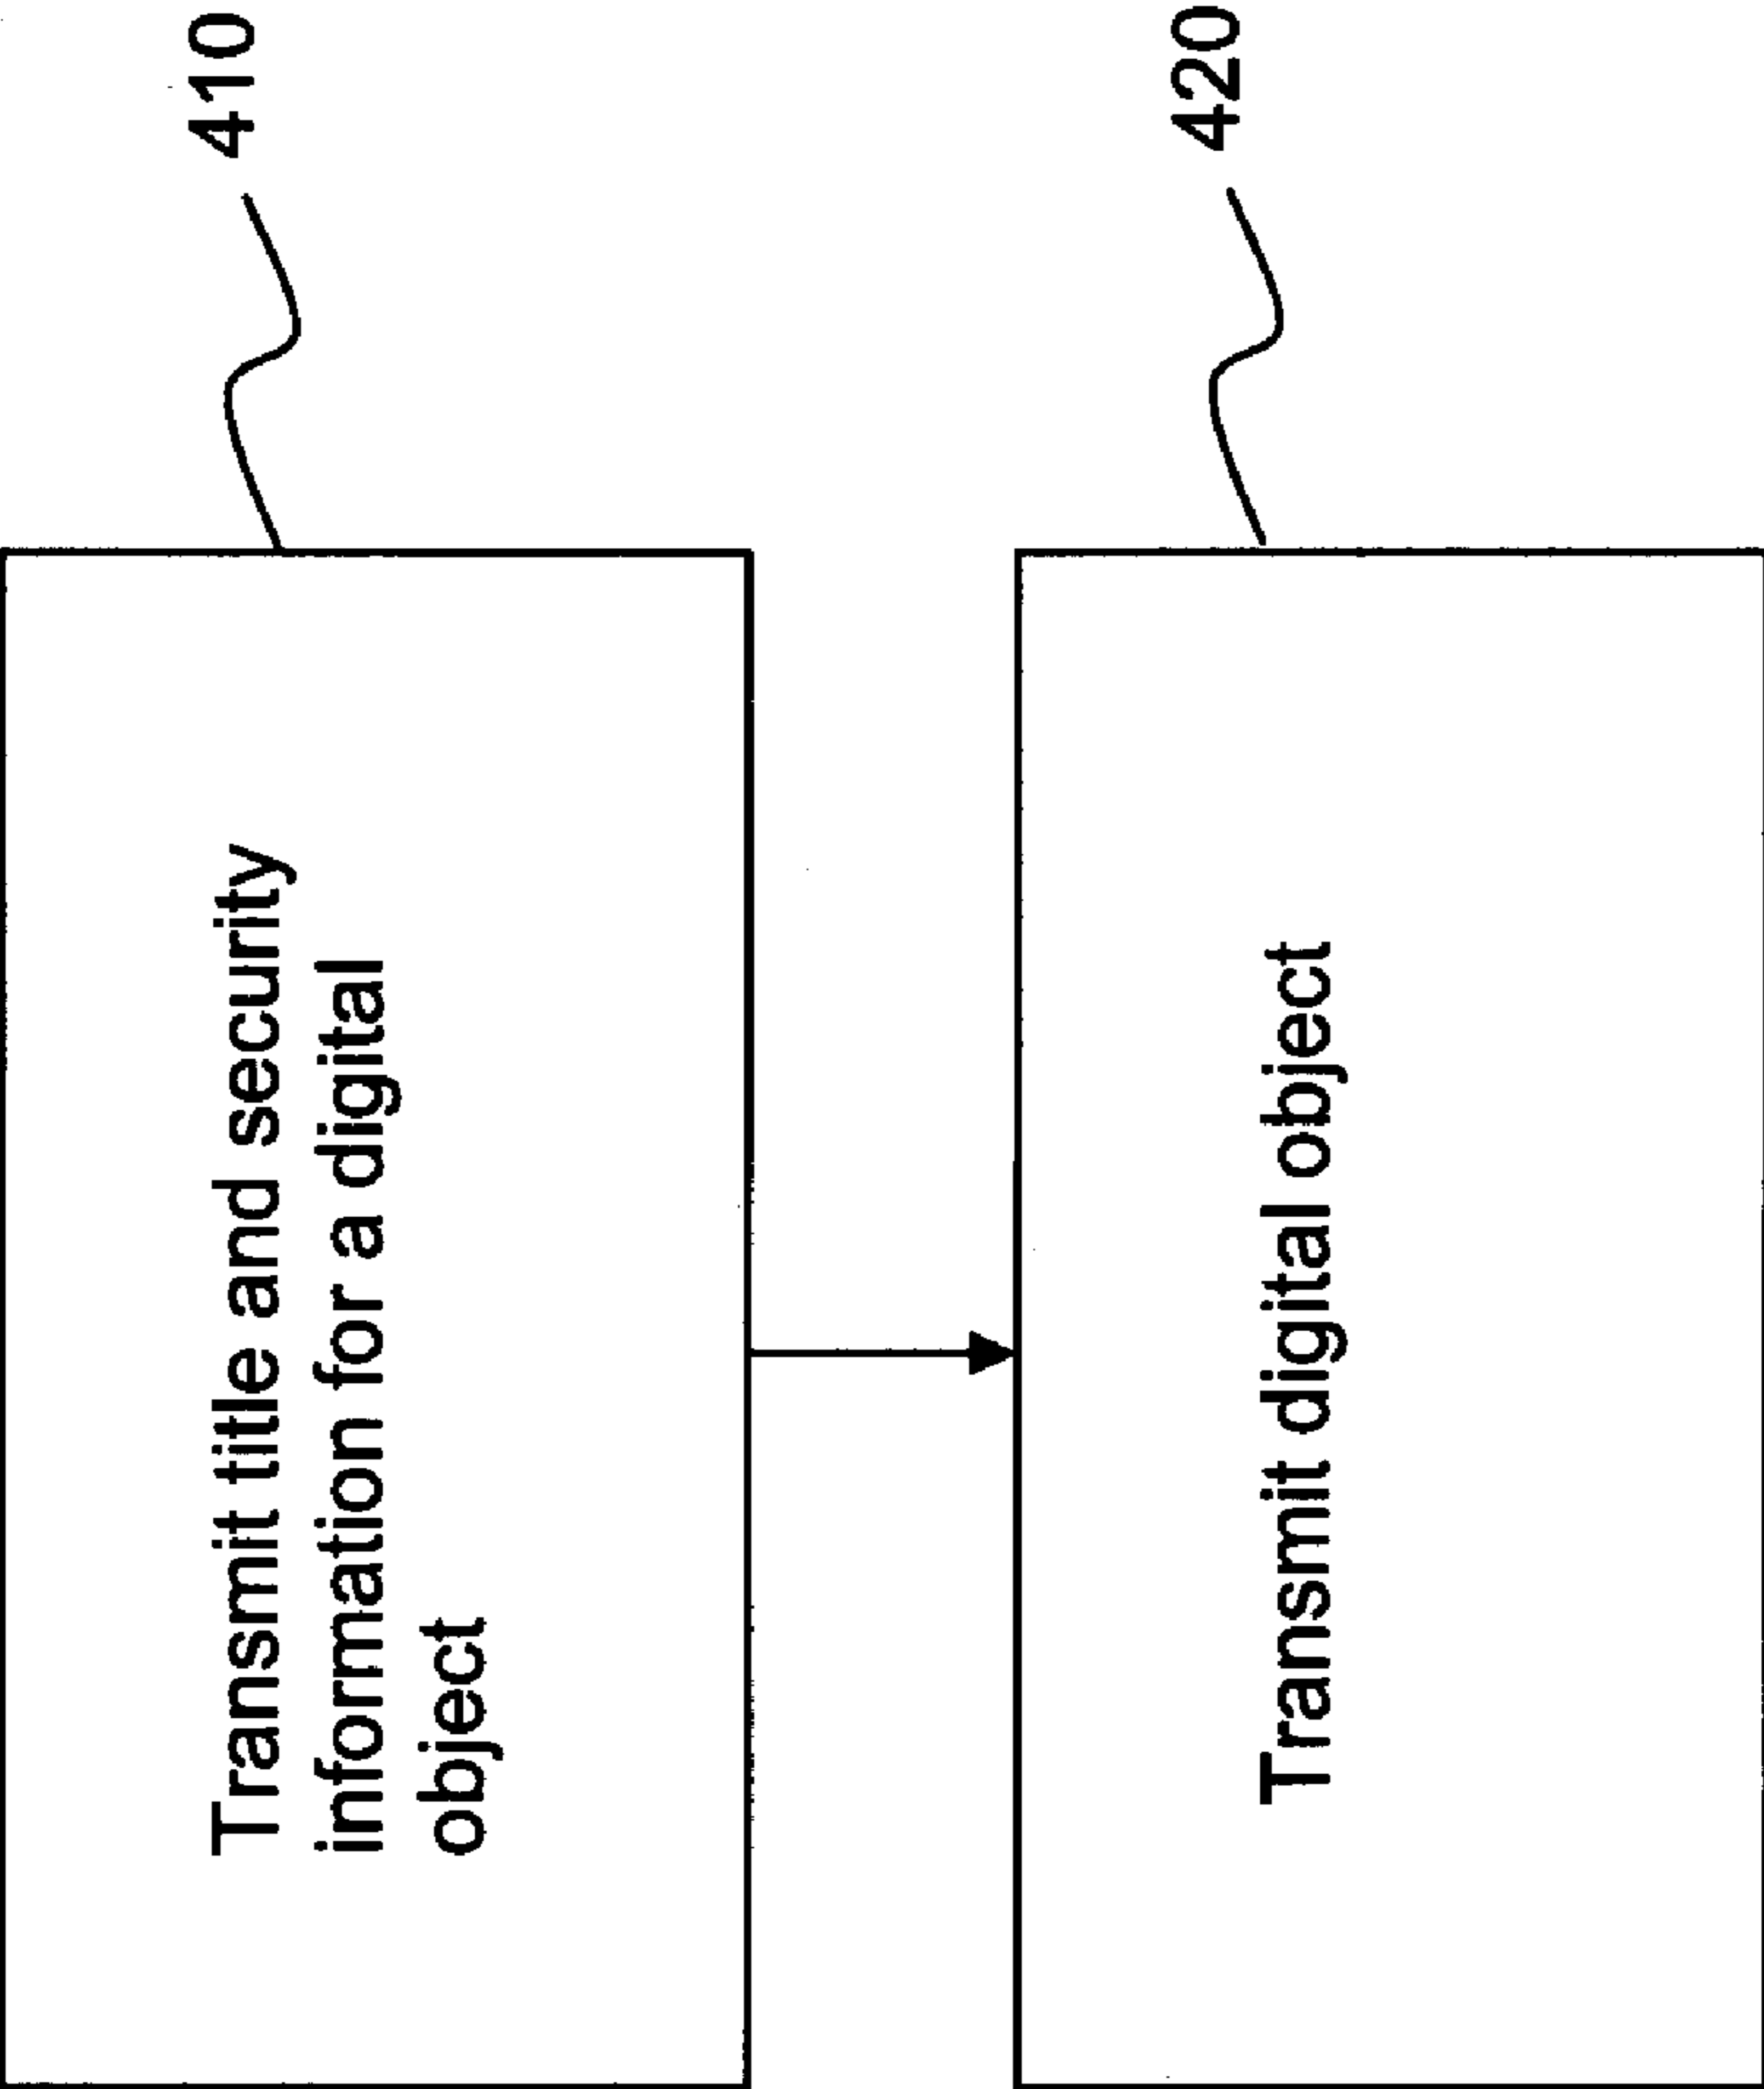 Transmit title and security
information for a digital
object
410
Transmit digital object
420